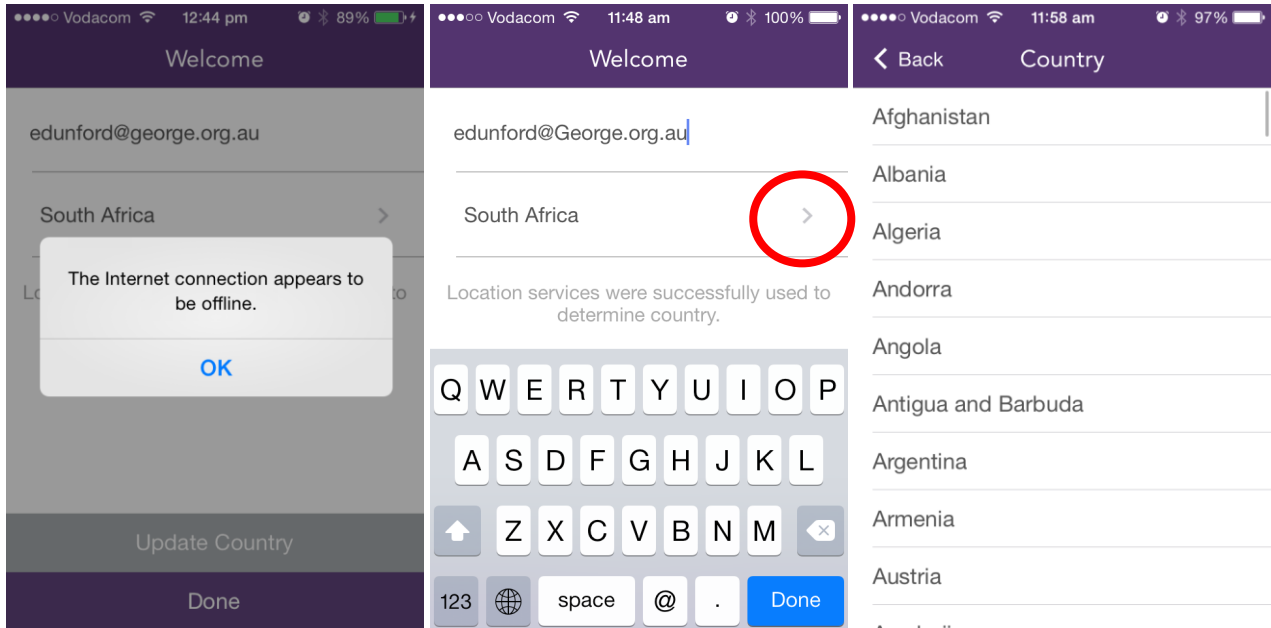 Vodacom 12:44 pm 89%
Welcome
edunford@george.org.au
South Africa
Lo to
The Internet connection appears to
be offline.
OK
Update Country
Done
Vodacom 11:48 am 100%
Welcome
edunford@George.org.au
South Africa
Location services were successfully used to
determine country.
Q W E R T Y U I O P
A S D F G H J K L
Z X C V B N M
123 space @ . Done
Vodacom 11:58 am 97%
Back Country
Afghanistan
Albania
Algeria
Andorra
Angola
Antigua and Barbuda
Argentina
Armenia
Austria